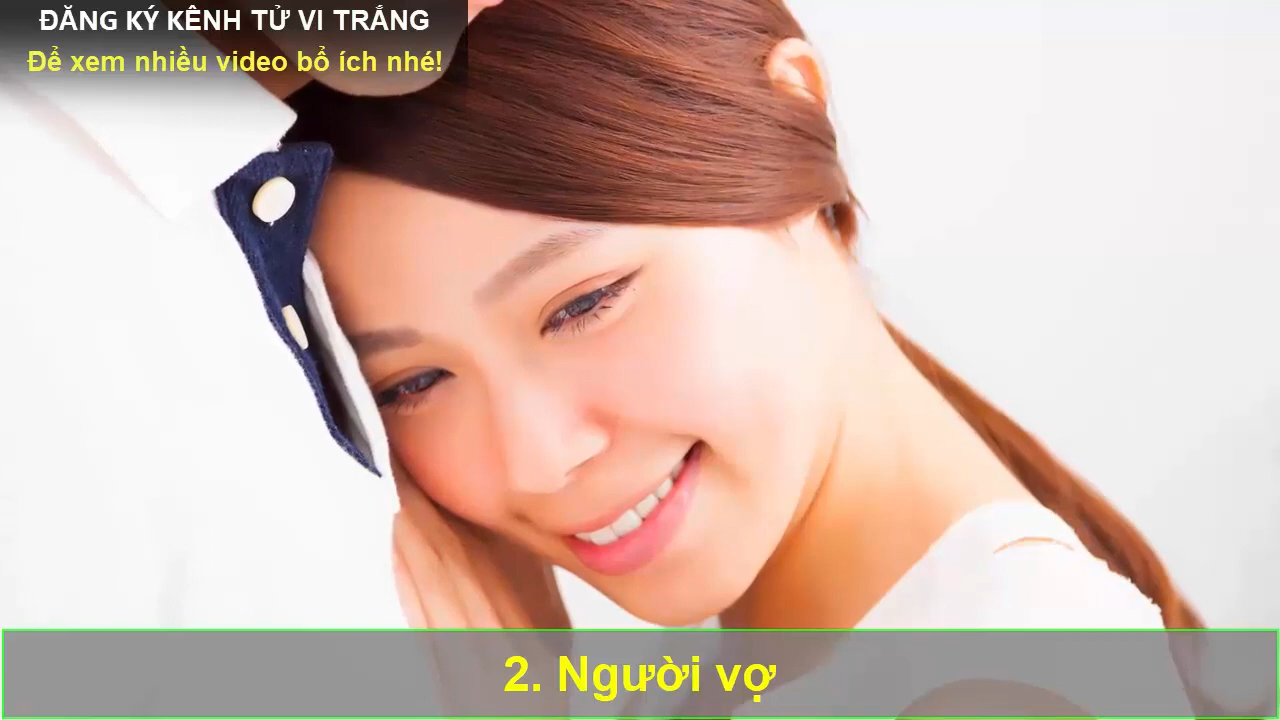 ĐĂNG KÝ KÊNH TỬ VI TRẮNG
Để xem nhiều video bổ ích nhé!
2. Người vợ